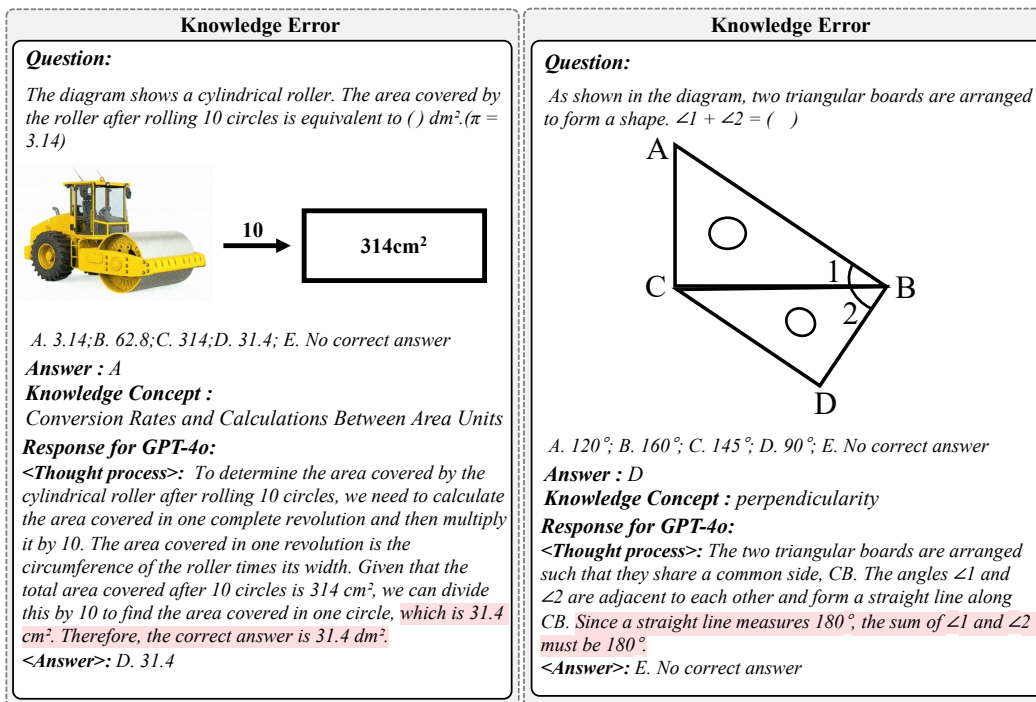 Knowledge Error
Question:
The diagram shows a cylindrical roller. The area covered by
the roller after rolling 10 circles is equivalent to ( ) dm².(π =
3.14)
10
314cm²
A. 3.14;B. 62.8;C. 314;D. 31.4; E. No correct answer
Answer : A
Knowledge Concept :
Conversion Rates and Calculations Between Area Units
Response for GPT-4o:
<Thought process>: To determine the area covered by the
cylindrical roller after rolling 10 circles, we need to calculate
the area covered in one complete revolution and then multiply
it by 10. The area covered in one revolution is the
circumference of the roller times its width. Given that the
total area covered after 10 circles is 314 cm², we can divide
this by 10 to find the area covered in one circle, which is 31.4
cm². Therefore, the correct answer is 31.4 dm².
<Answer>: D. 31.4
Knowledge Error
Question:
As shown in the diagram, two triangular boards are arranged
to form a shape. ∠1 + ∠2 = ( )
A
1
C
B
2
D
A. 120°; B. 160°; C. 145°; D. 90°; E. No correct answer
Answer : D
Knowledge Concept : perpendicularity
Response for GPT-4o:
<Thought process>: The two triangular boards are arranged
such that they share a common side, CB. The angles ∠1 and
∠2 are adjacent to each other and form a straight line along
CB. Since a straight line measures 180°, the sum of ∠1 and ∠2
must be 180°.
<Answer>: E. No correct answer